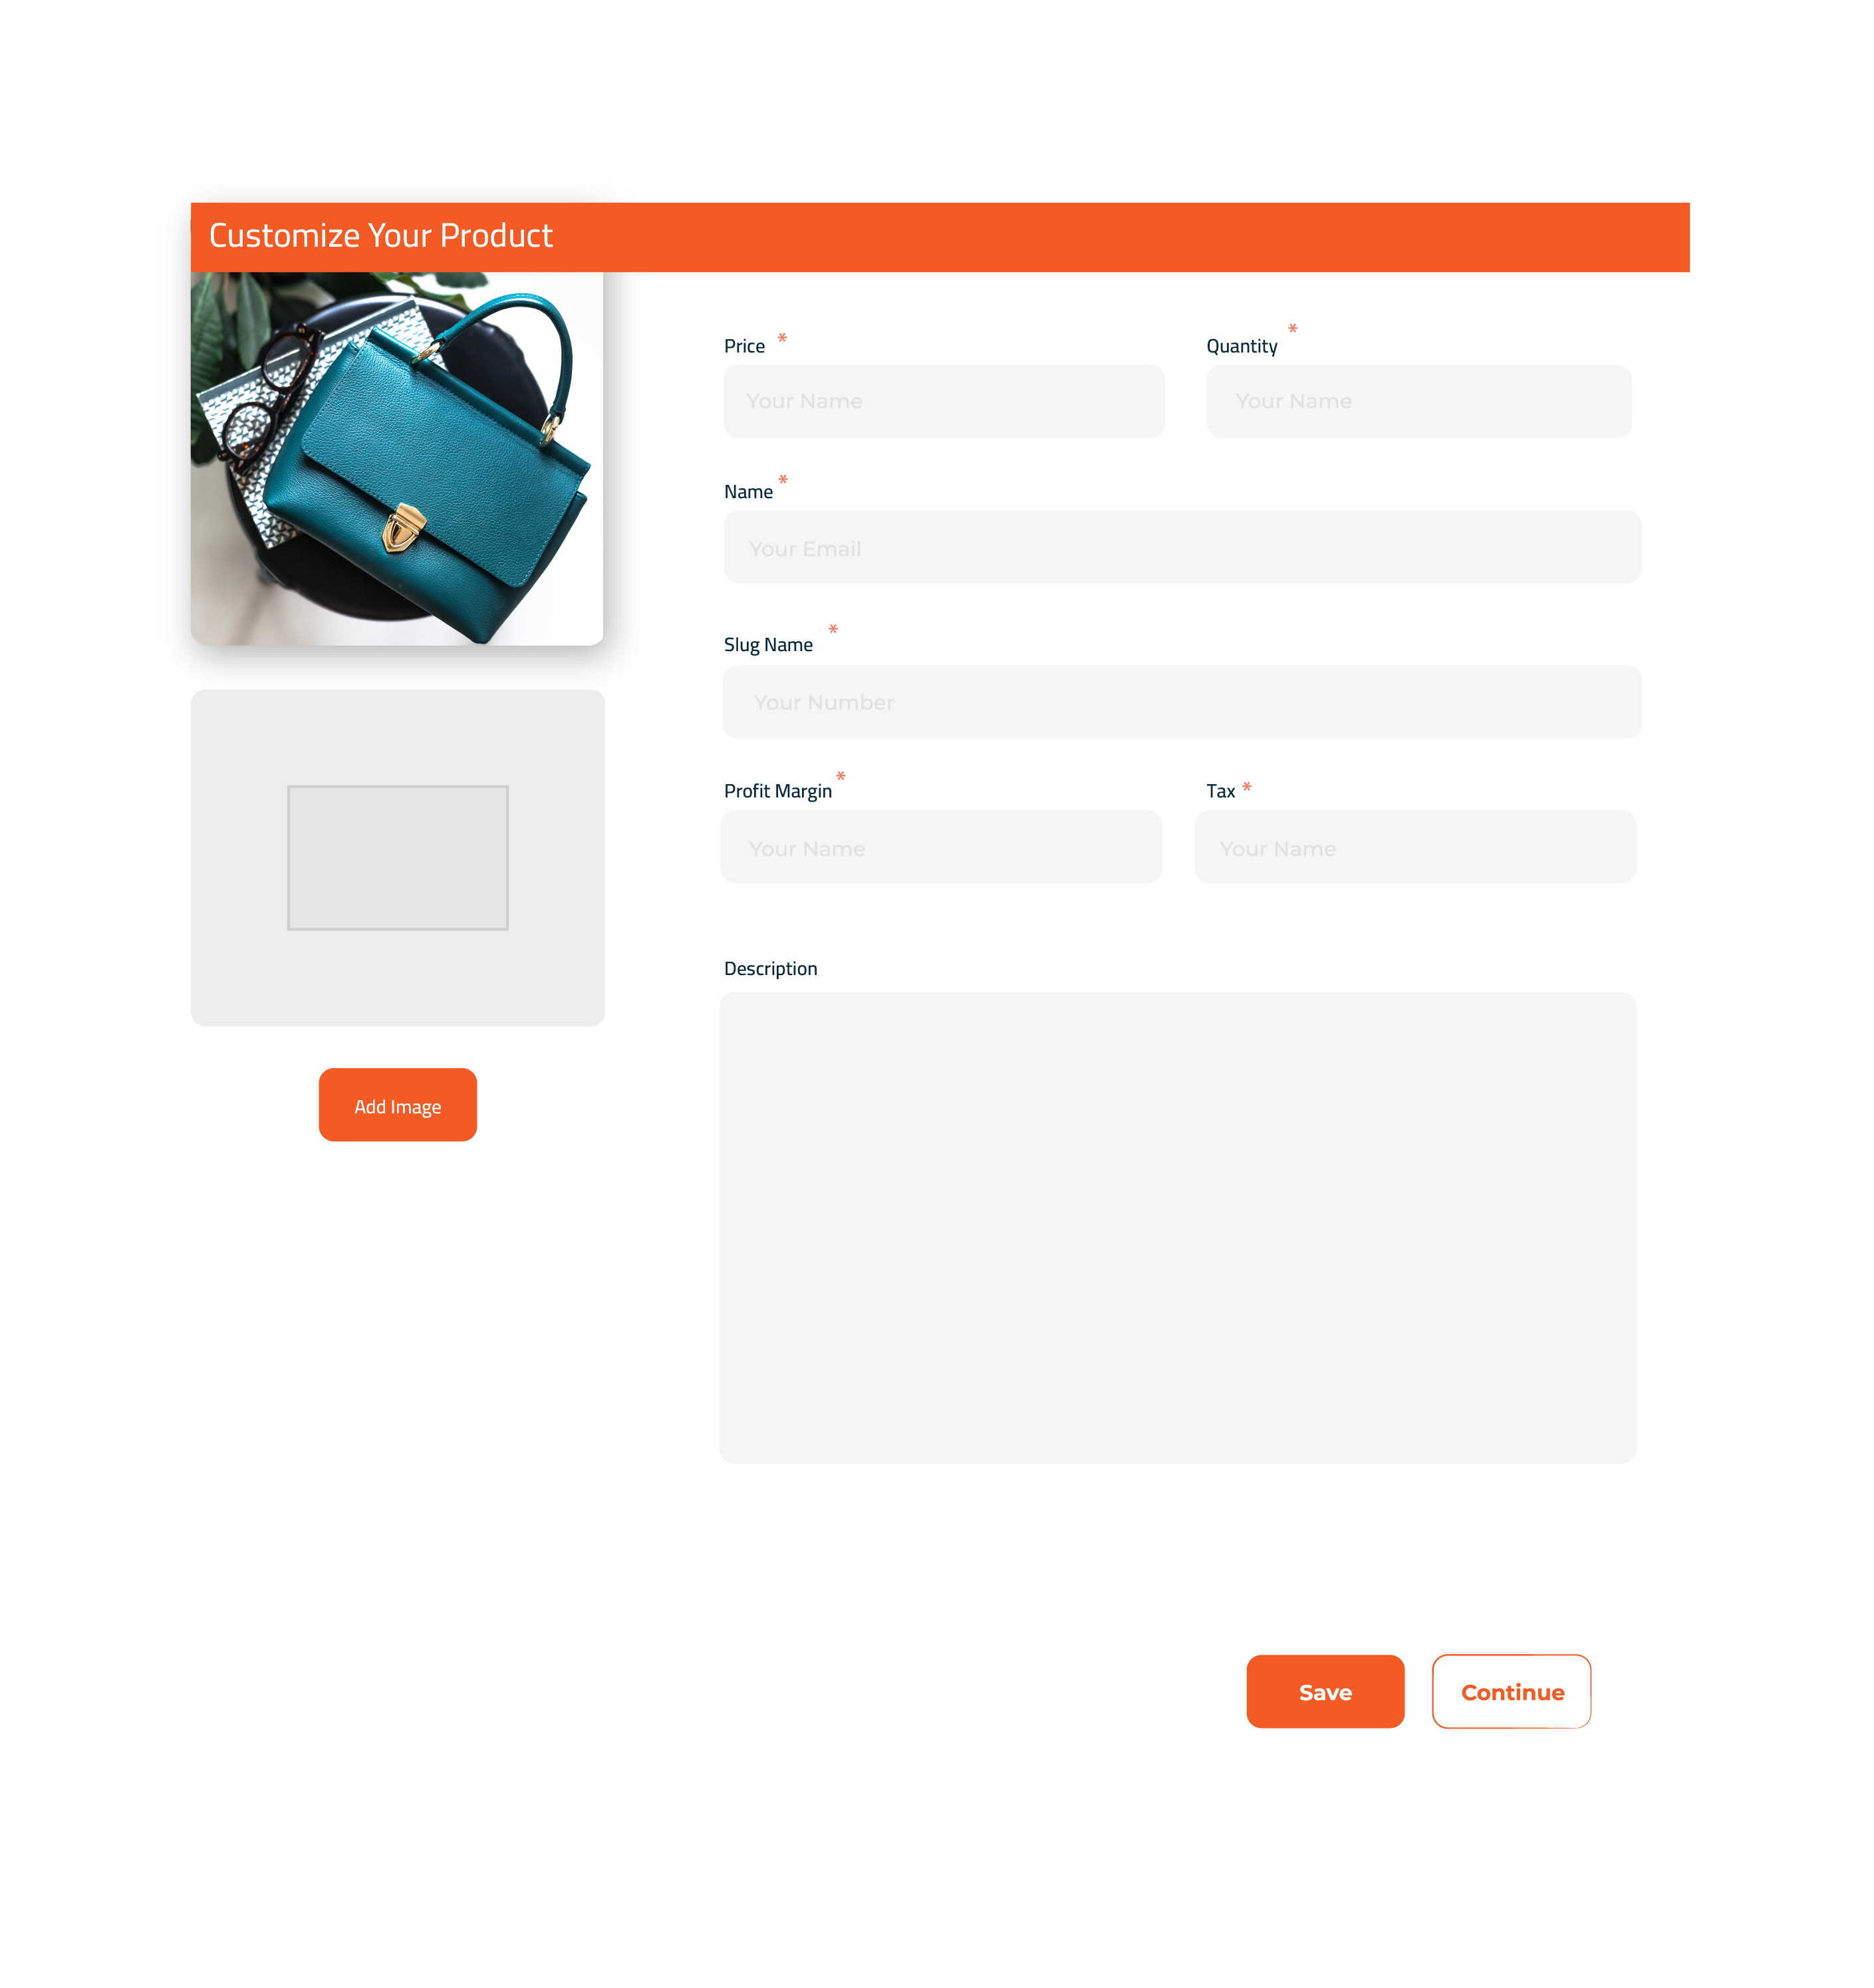 Customize Your Product
Price *
Quantity *
Your Name
Your Name
Name *
Your Email
Slug Name *
Your Number
Profit Margin *
Tax *
Your Name
Your Name
Description
Add Image
Save
Continue